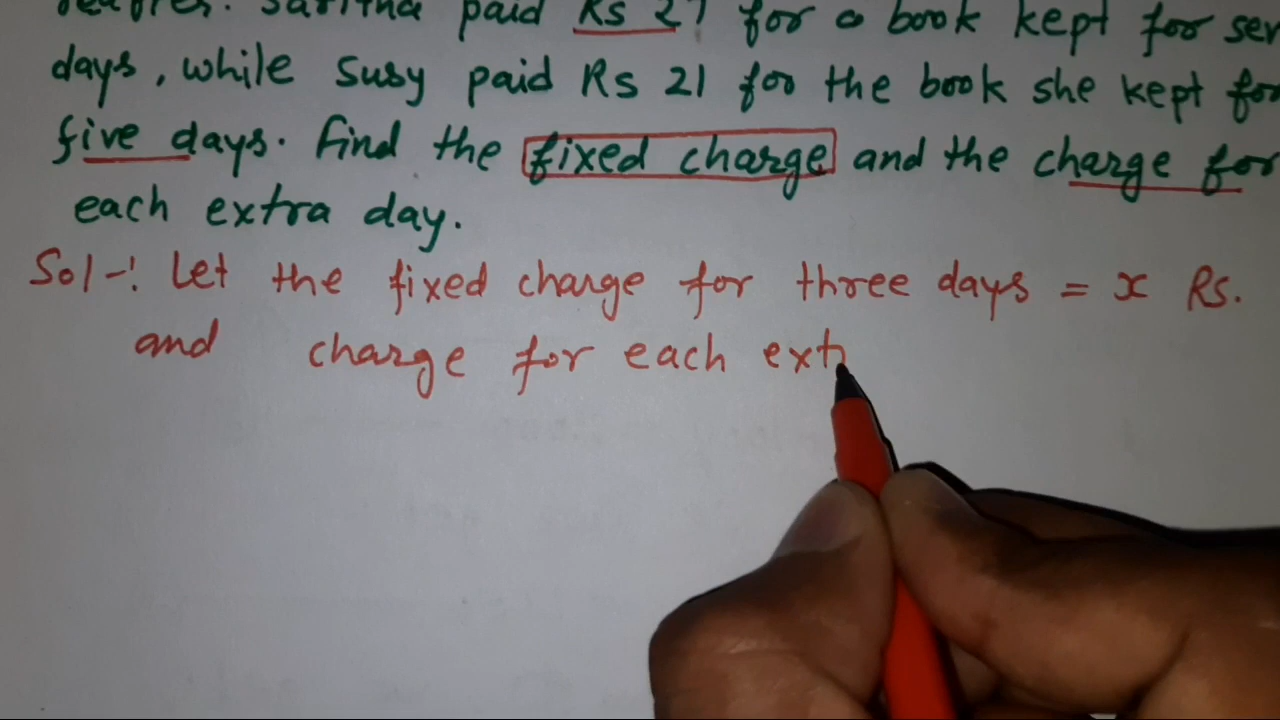 Saritha paid Rs 27 for a book kept for
days, while Susy paid Rs 21 for the book she kept for
five days. Find the fixed charge and the charge for
each extra day.
Sol-: Let the fixed charge for three days = x Rs.
and charge for each ext